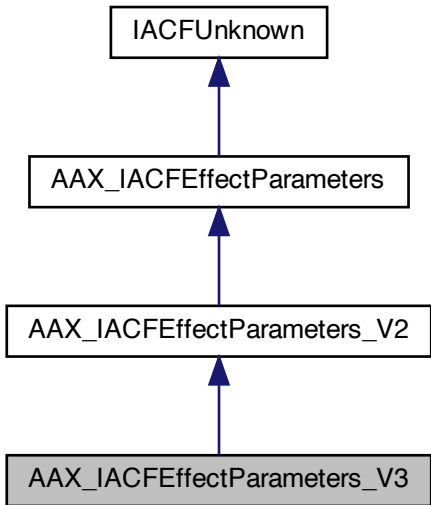 IACFUnknown
AAX_IACFEffectParameters
AAX_IACFEffectParameters_V2
AAX_IACFEffectParameters_V3